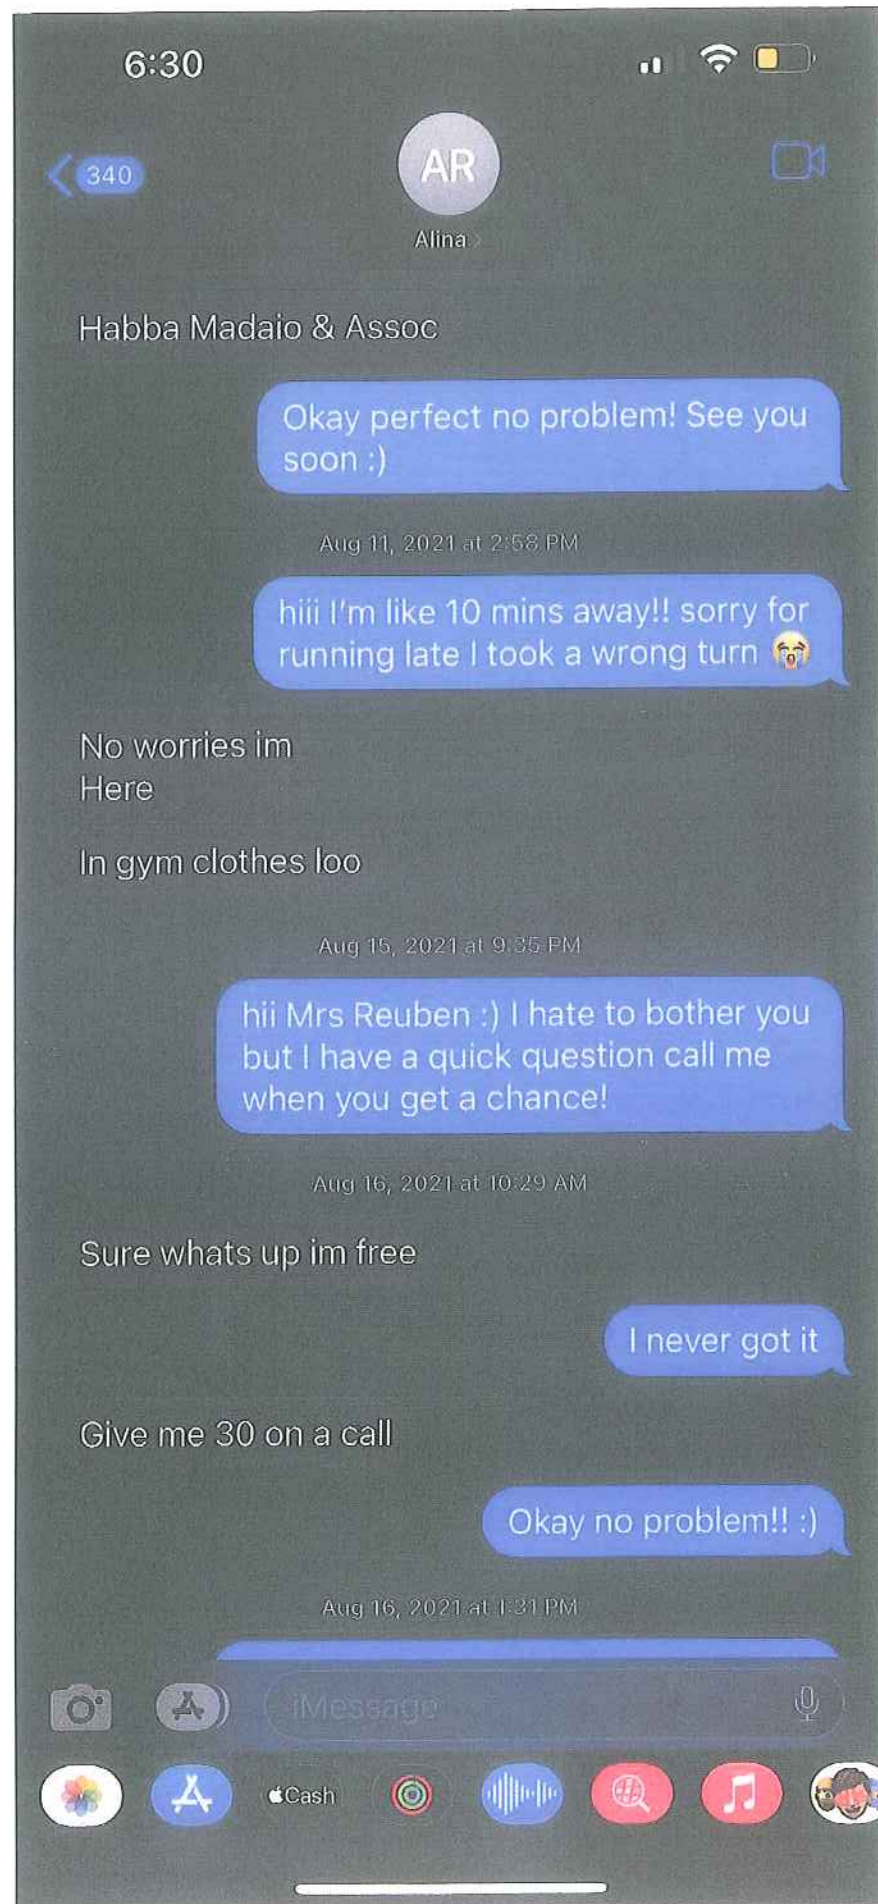 6:30
340
AR
Alina
Habba Madaio & Assoc
Okay perfect no problem! See you
soon :)
Aug 11, 2021 at 2:58 PM
hiii I'm like 10 mins away!! sorry for
running late I took a wrong turn 😭
No worries im
Here
In gym clothes loo
Aug 15, 2021 at 9:35 PM
hii Mrs Reuben :) I hate to bother you
but I have a quick question call me
when you get a chance!
Aug 16, 2021 at 10:29 AM
Sure whats up im free
I never got it
Give me 30 on a call
Okay no problem!! :)
Aug 16, 2021 at 1:31 PM
iMessage
Cash